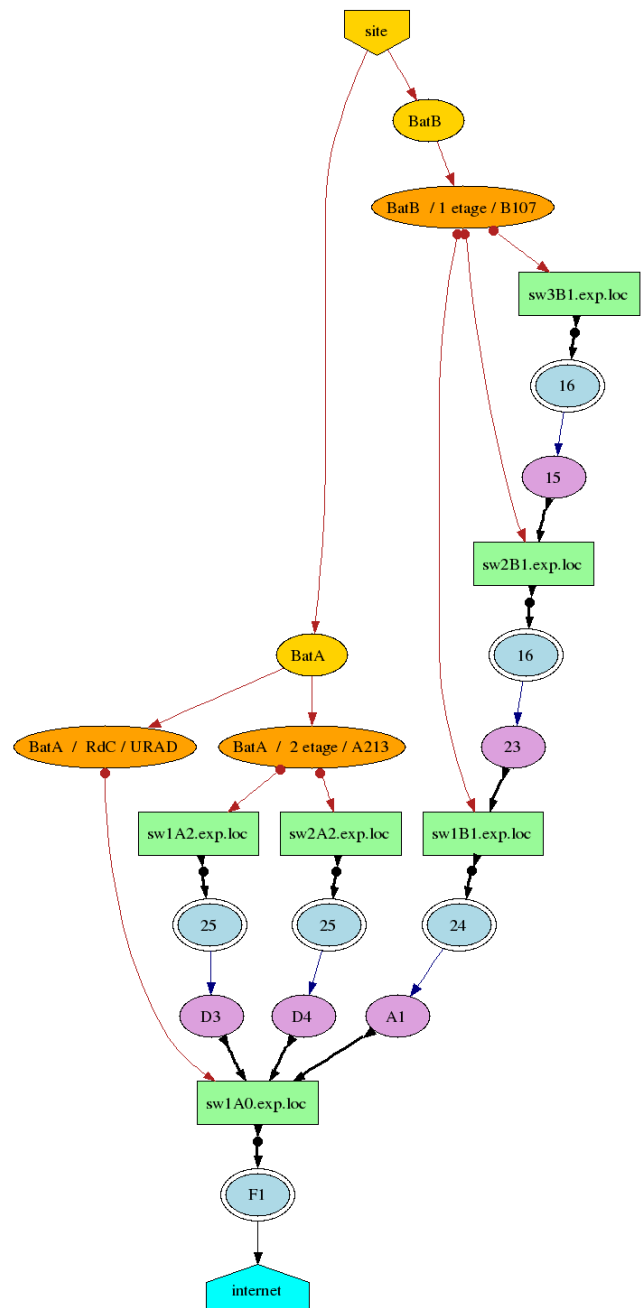 site
BatB
BatB / 1 etage / B107
sw3B1.exp.loc
16
15
sw2B1.exp.loc
16
BatA
23
BatA / RdC / URAD
BatA / 2 etage / A213
sw1A2.exp.loc
sw2A2.exp.loc
sw1B1.exp.loc
25
25
24
D3
D4
A1
sw1A0.exp.loc
F1
internet